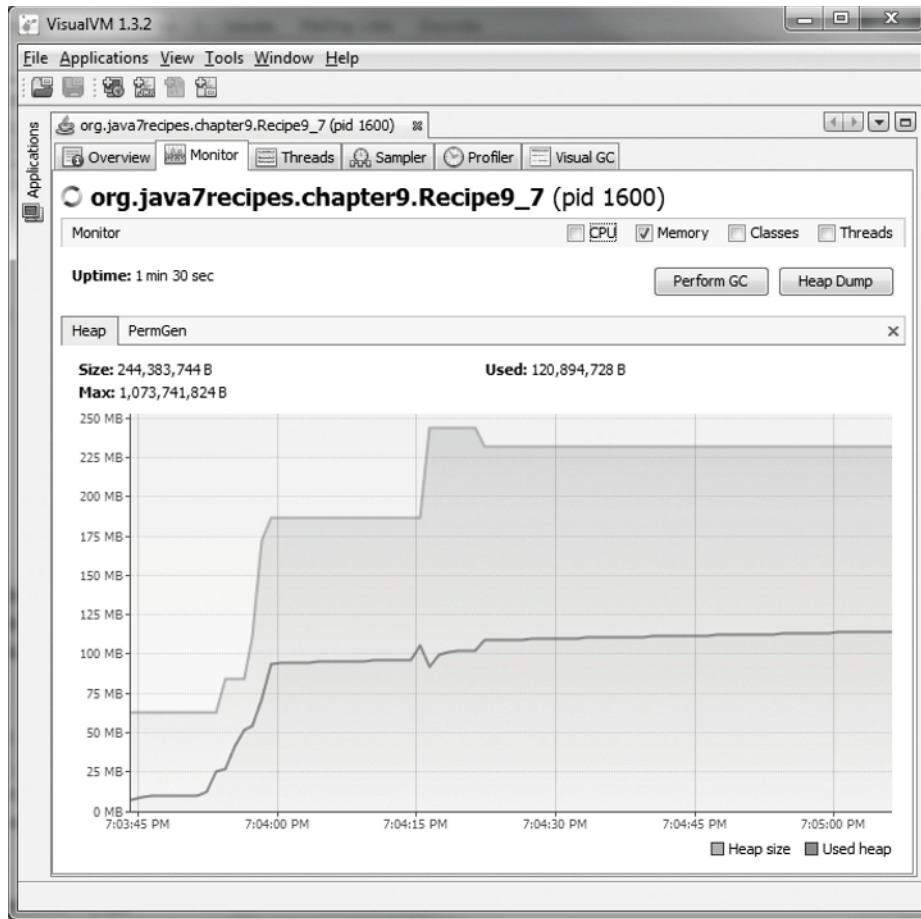 VisualVM 1.3.2
File Applications View Tools Window Help
Applications
org.java7recipes.chapter9.Recipe9_7 (pid 1600)
Overview Monitor Threads Sampler Profiler Visual GC
org.java7recipes.chapter9.Recipe9_7 (pid 1600)
Monitor CPU Memory Classes Threads
Uptime: 1 min 30 sec Perform GC Heap Dump
Heap PermGen
Size: 244,383,744 B Used: 120,894,728 B
Max: 1,073,741,824 B
250 MB
225 MB
200 MB
175 MB
150 MB
125 MB
100 MB
75 MB
50 MB
25 MB
0 MB
7:03:45 PM 7:04:00 PM 7:04:15 PM 7:04:30 PM 7:04:45 PM 7:05:00 PM
Heap size Used heap